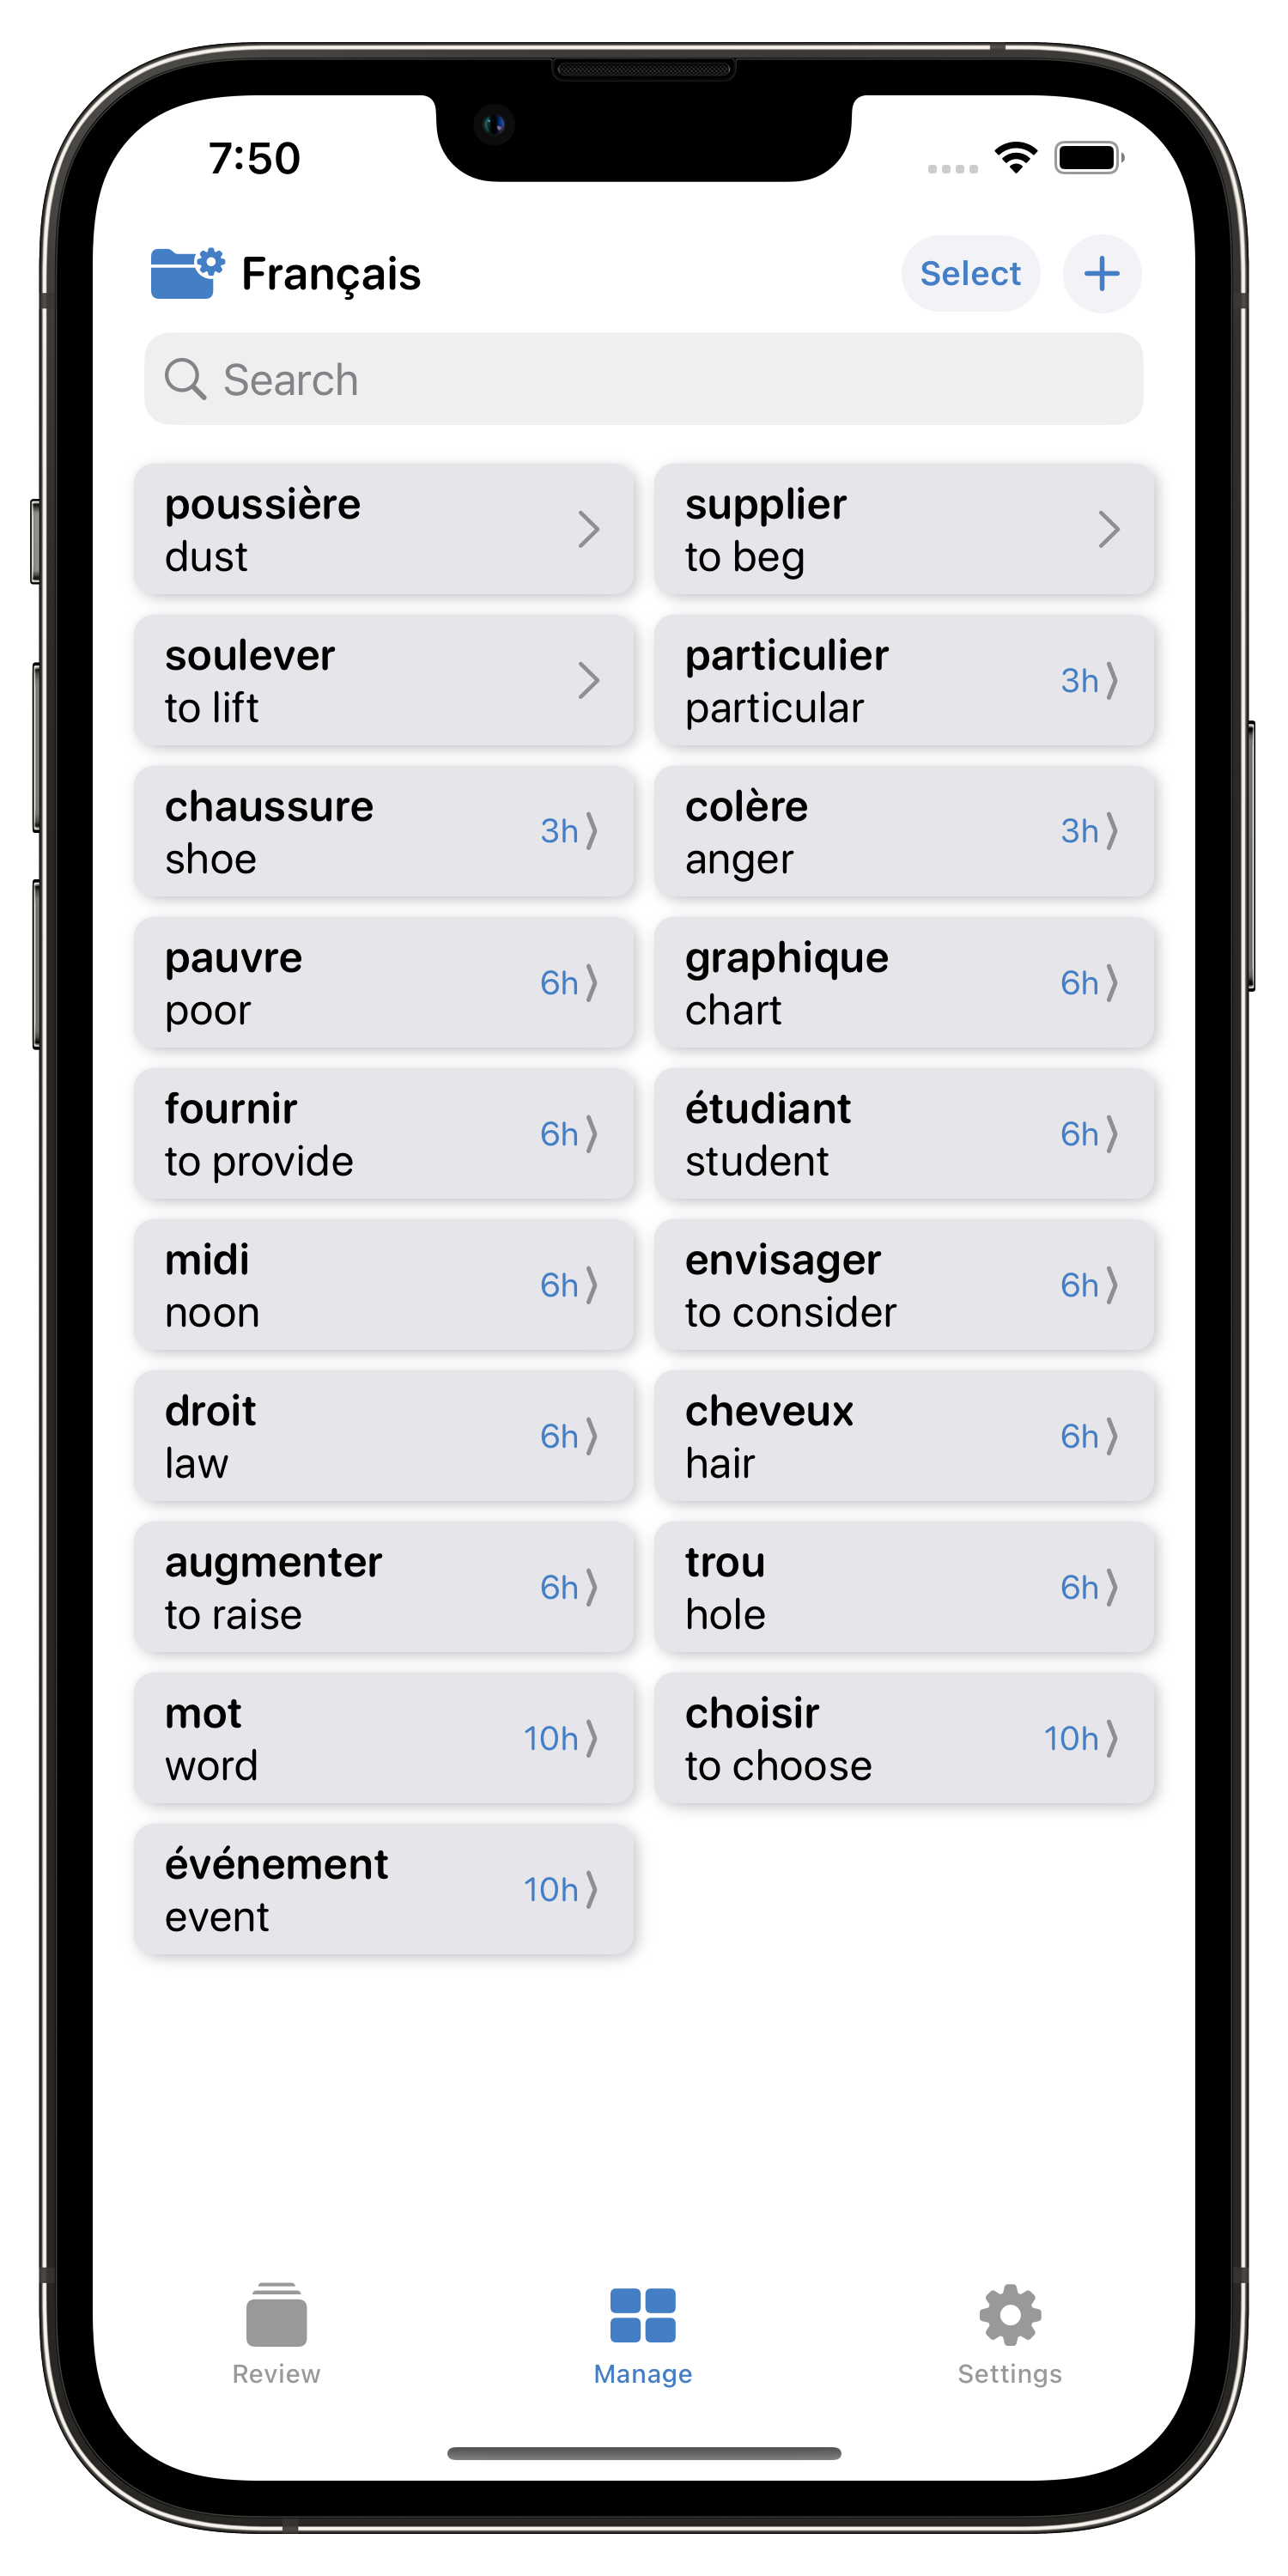 7:50
Français
Select
Search
poussière
dust
supplier
to beg
soulever
to lift
particulier
particular
3h
chaussure
shoe
3h
colère
anger
3h
pauvre
poor
6h
graphique
chart
6h
fournir
to provide
6h
étudiant
student
6h
midi
noon
6h
envisager
to consider
6h
droit
law
6h
cheveux
hair
6h
augmenter
to raise
6h
trou
hole
6h
mot
word
10h
choisir
to choose
10h
événement
event
10h
Review
Manage
Settings